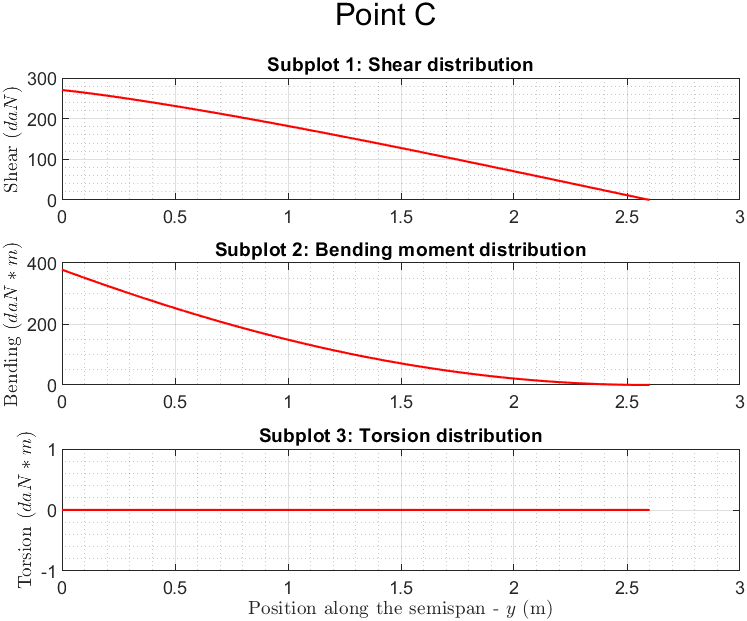 Point C
Subplot 1: Shear distribution
Shear (daN)
300
200
100
0
0 0.5 1 1.5 2 2.5 3
Subplot 2: Bending moment distribution
Bending (daN * m)
400
200
0
0 0.5 1 1.5 2 2.5 3
Subplot 3: Torsion distribution
Torsion (daN * m)
1
0
-1
0 0.5 1 1.5 2 2.5 3
Position along the semispan - y (m)